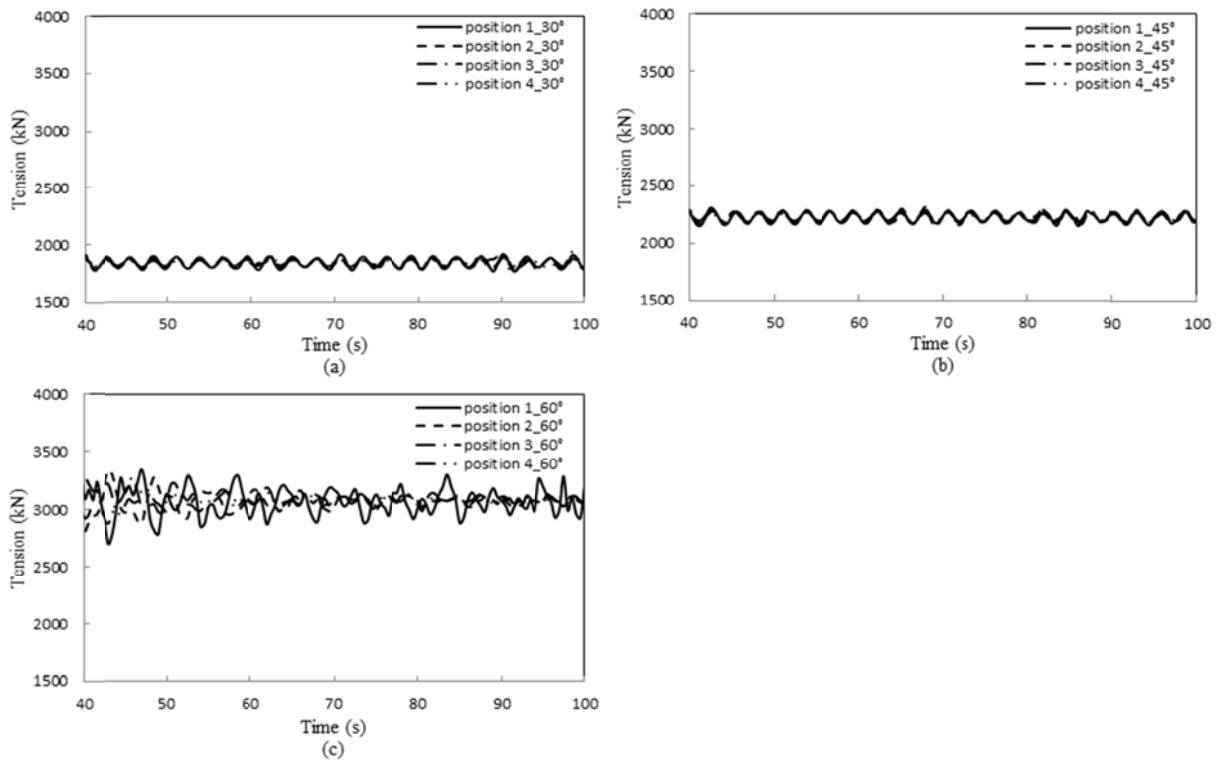 4000
3500
3000
2500
2000
1500
Tension (kN)
position 1_30°
position 2_30°
position 3_30°
position 4_30°
40 50 60 70 80 90 100
Time (s)
(a)
4000
3500
3000
2500
2000
1500
Tension (kN)
position 1_45°
position 2_45°
position 3_45°
position 4_45°
40 50 60 70 80 90 100
Time (s)
(b)
4000
3500
3000
2500
2000
1500
Tension (kN)
position 1_60°
position 2_60°
position 3_60°
position 4_60°
40 50 60 70 80 90 100
Time (s)
(c)